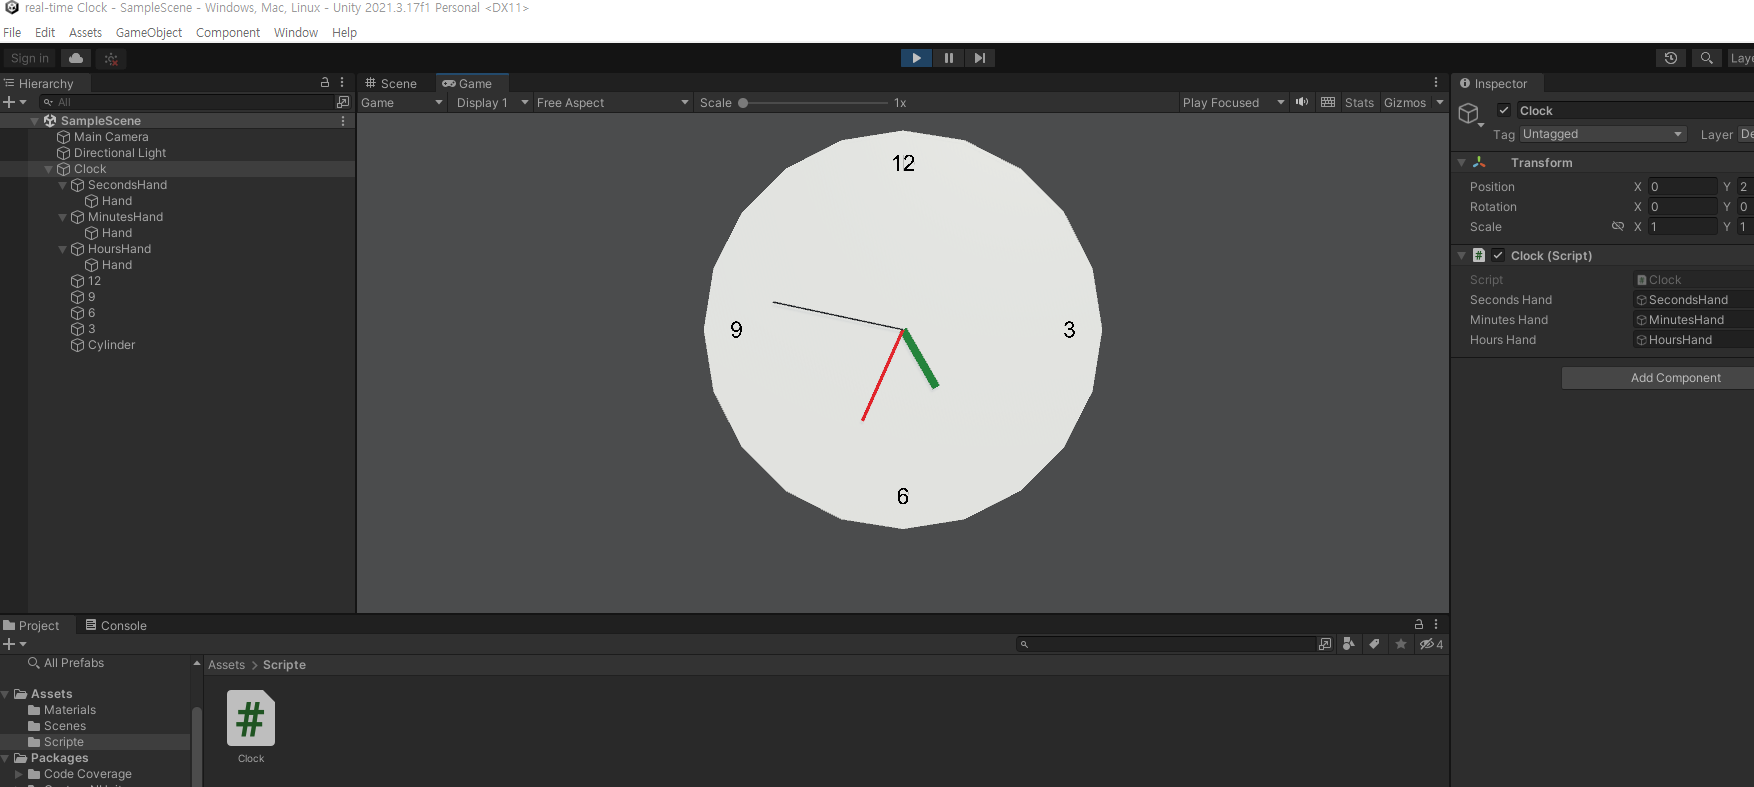 real-time Clock - SampleScene - Windows, Mac, Linux - Unity 2021.3.17f1 Personal <DX11>
File Edit Assets GameObject Component Window Help
Sign in
Laye
Hierarchy
All
SampleScene
Main Camera
Directional Light
Clock
SecondsHand
Hand
MinutesHand
Hand
HoursHand
Hand
12
9
6
3
Cylinder
Scene Game
Game Display 1 Free Aspect Scale 1x Play Focused Stats Gizmos
12
9
3
6
Inspector
Clock
Tag Untagged Layer De
Transform
Position X 0 Y 2
Rotation X 0 Y 0
Scale X 1 Y 1
# Clock (Script)
Script Clock
Seconds Hand SecondsHand
Minutes Hand MinutesHand
Hours Hand HoursHand
Add Component
Project Console
4
All Prefabs
Assets
Materials
Scenes
Scripte
Packages
Code Coverage
Assets > Scripte
#
Clock